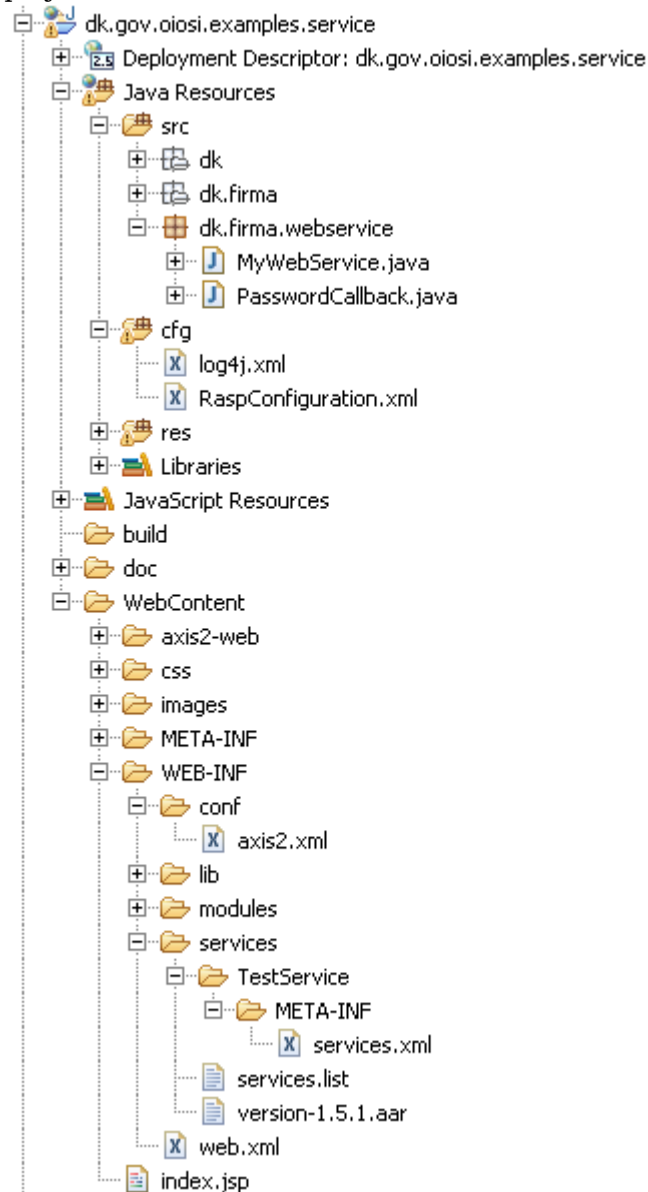 dk.gov.oiosi.examples.service
2.5 Deployment Descriptor: dk.gov.oiosi.examples.service
Java Resources
src
dk
dk.firma
dk.firma.webservice
J MyWebService.java
J PasswordCallback.java
cfg
X log4j.xml
X RaspConfiguration.xml
res
Libraries
JavaScript Resources
build
doc
WebContent
axis2-web
css
images
META-INF
WEB-INF
conf
X axis2.xml
lib
modules
services
TestService
META-INF
X services.xml
services.list
version-1.5.1.aar
X web.xml
index.jsp